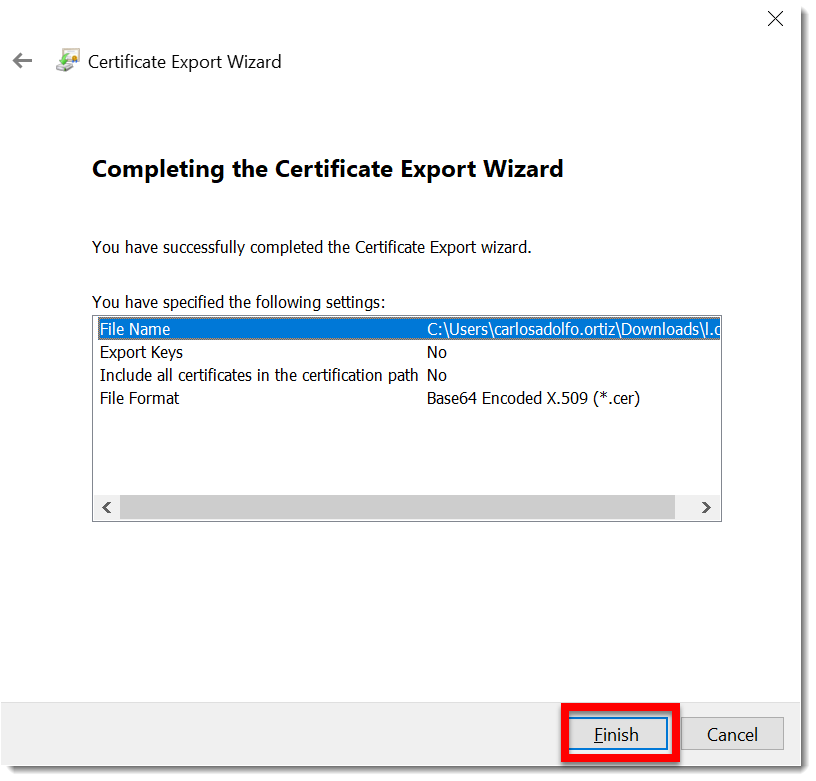 Certificate Export Wizard
Completing the Certificate Export Wizard
You have successfully completed the Certificate Export wizard.
You have specified the following settings:
File Name C:\Users\carlosadolfo.ortiz\Downloads\l.c
Export Keys No
Include all certificates in the certification path No
File Format Base64 Encoded X.509 (*.cer)
Finish Cancel